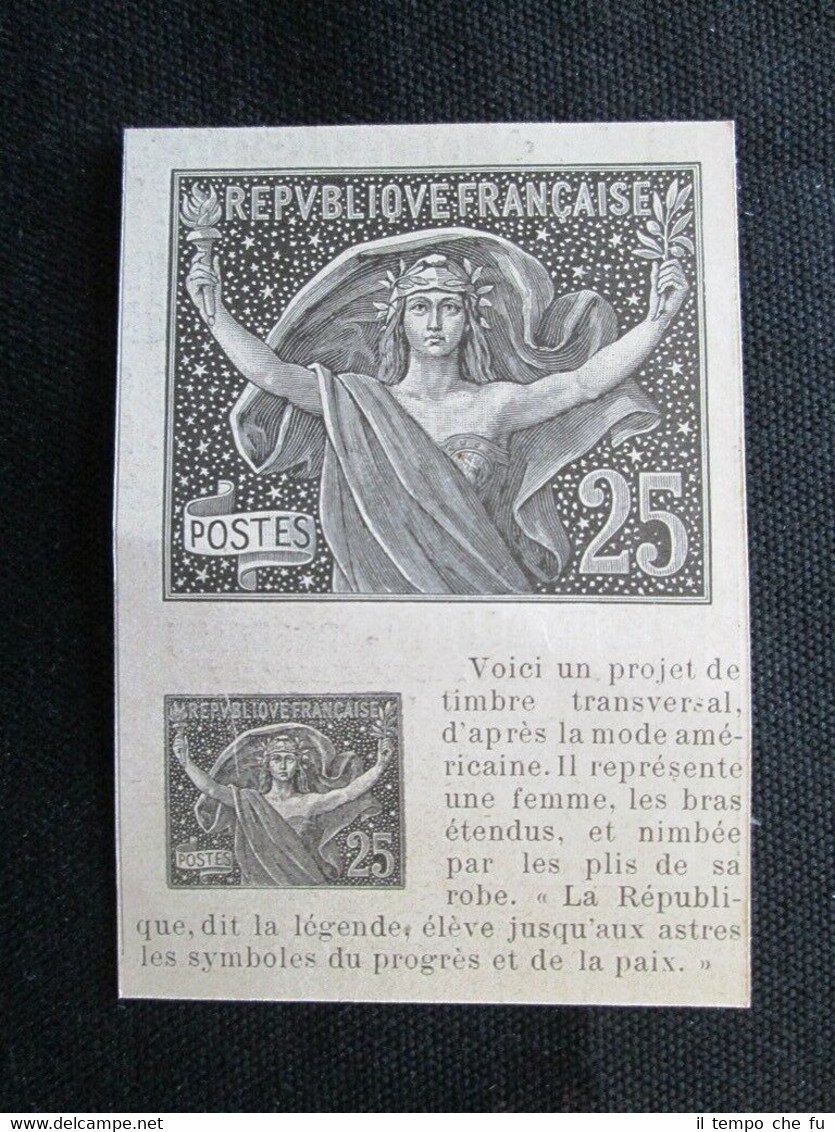 REPVBLIQVE FRANÇAISE
POSTES
25
REPVBLIQVE FRANÇAISE
POSTES
25
Voici un projet de
timbre transversal,
d'après la mode amé-
ricaine. Il représente
une femme, les bras
étendus, et nimbée
par les plis de sa
robe. « La Républi-
que, dit la légende, élève jusqu'aux astres
les symboles du progrès et de la paix. »
Delcampe.net
il tempo che fu